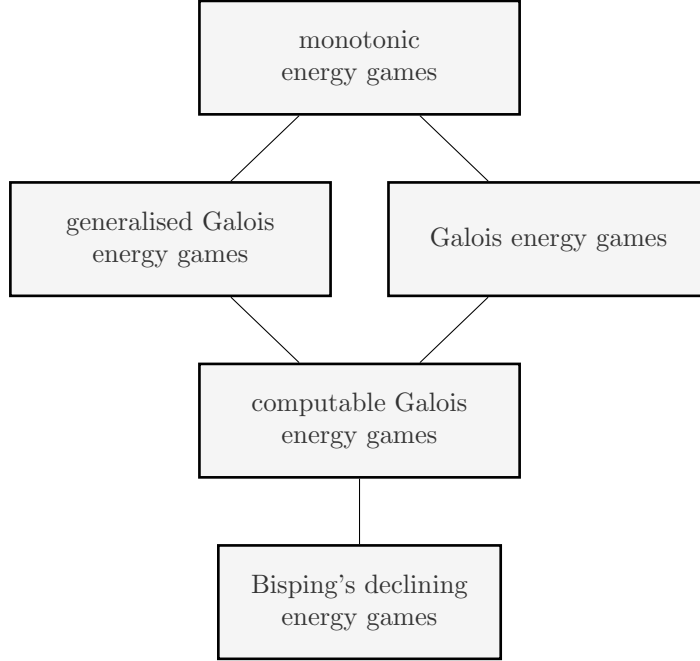 monotonic
energy games
generalised Galois
energy games
Galois energy games
computable Galois
energy games
Bisping's declining
energy games